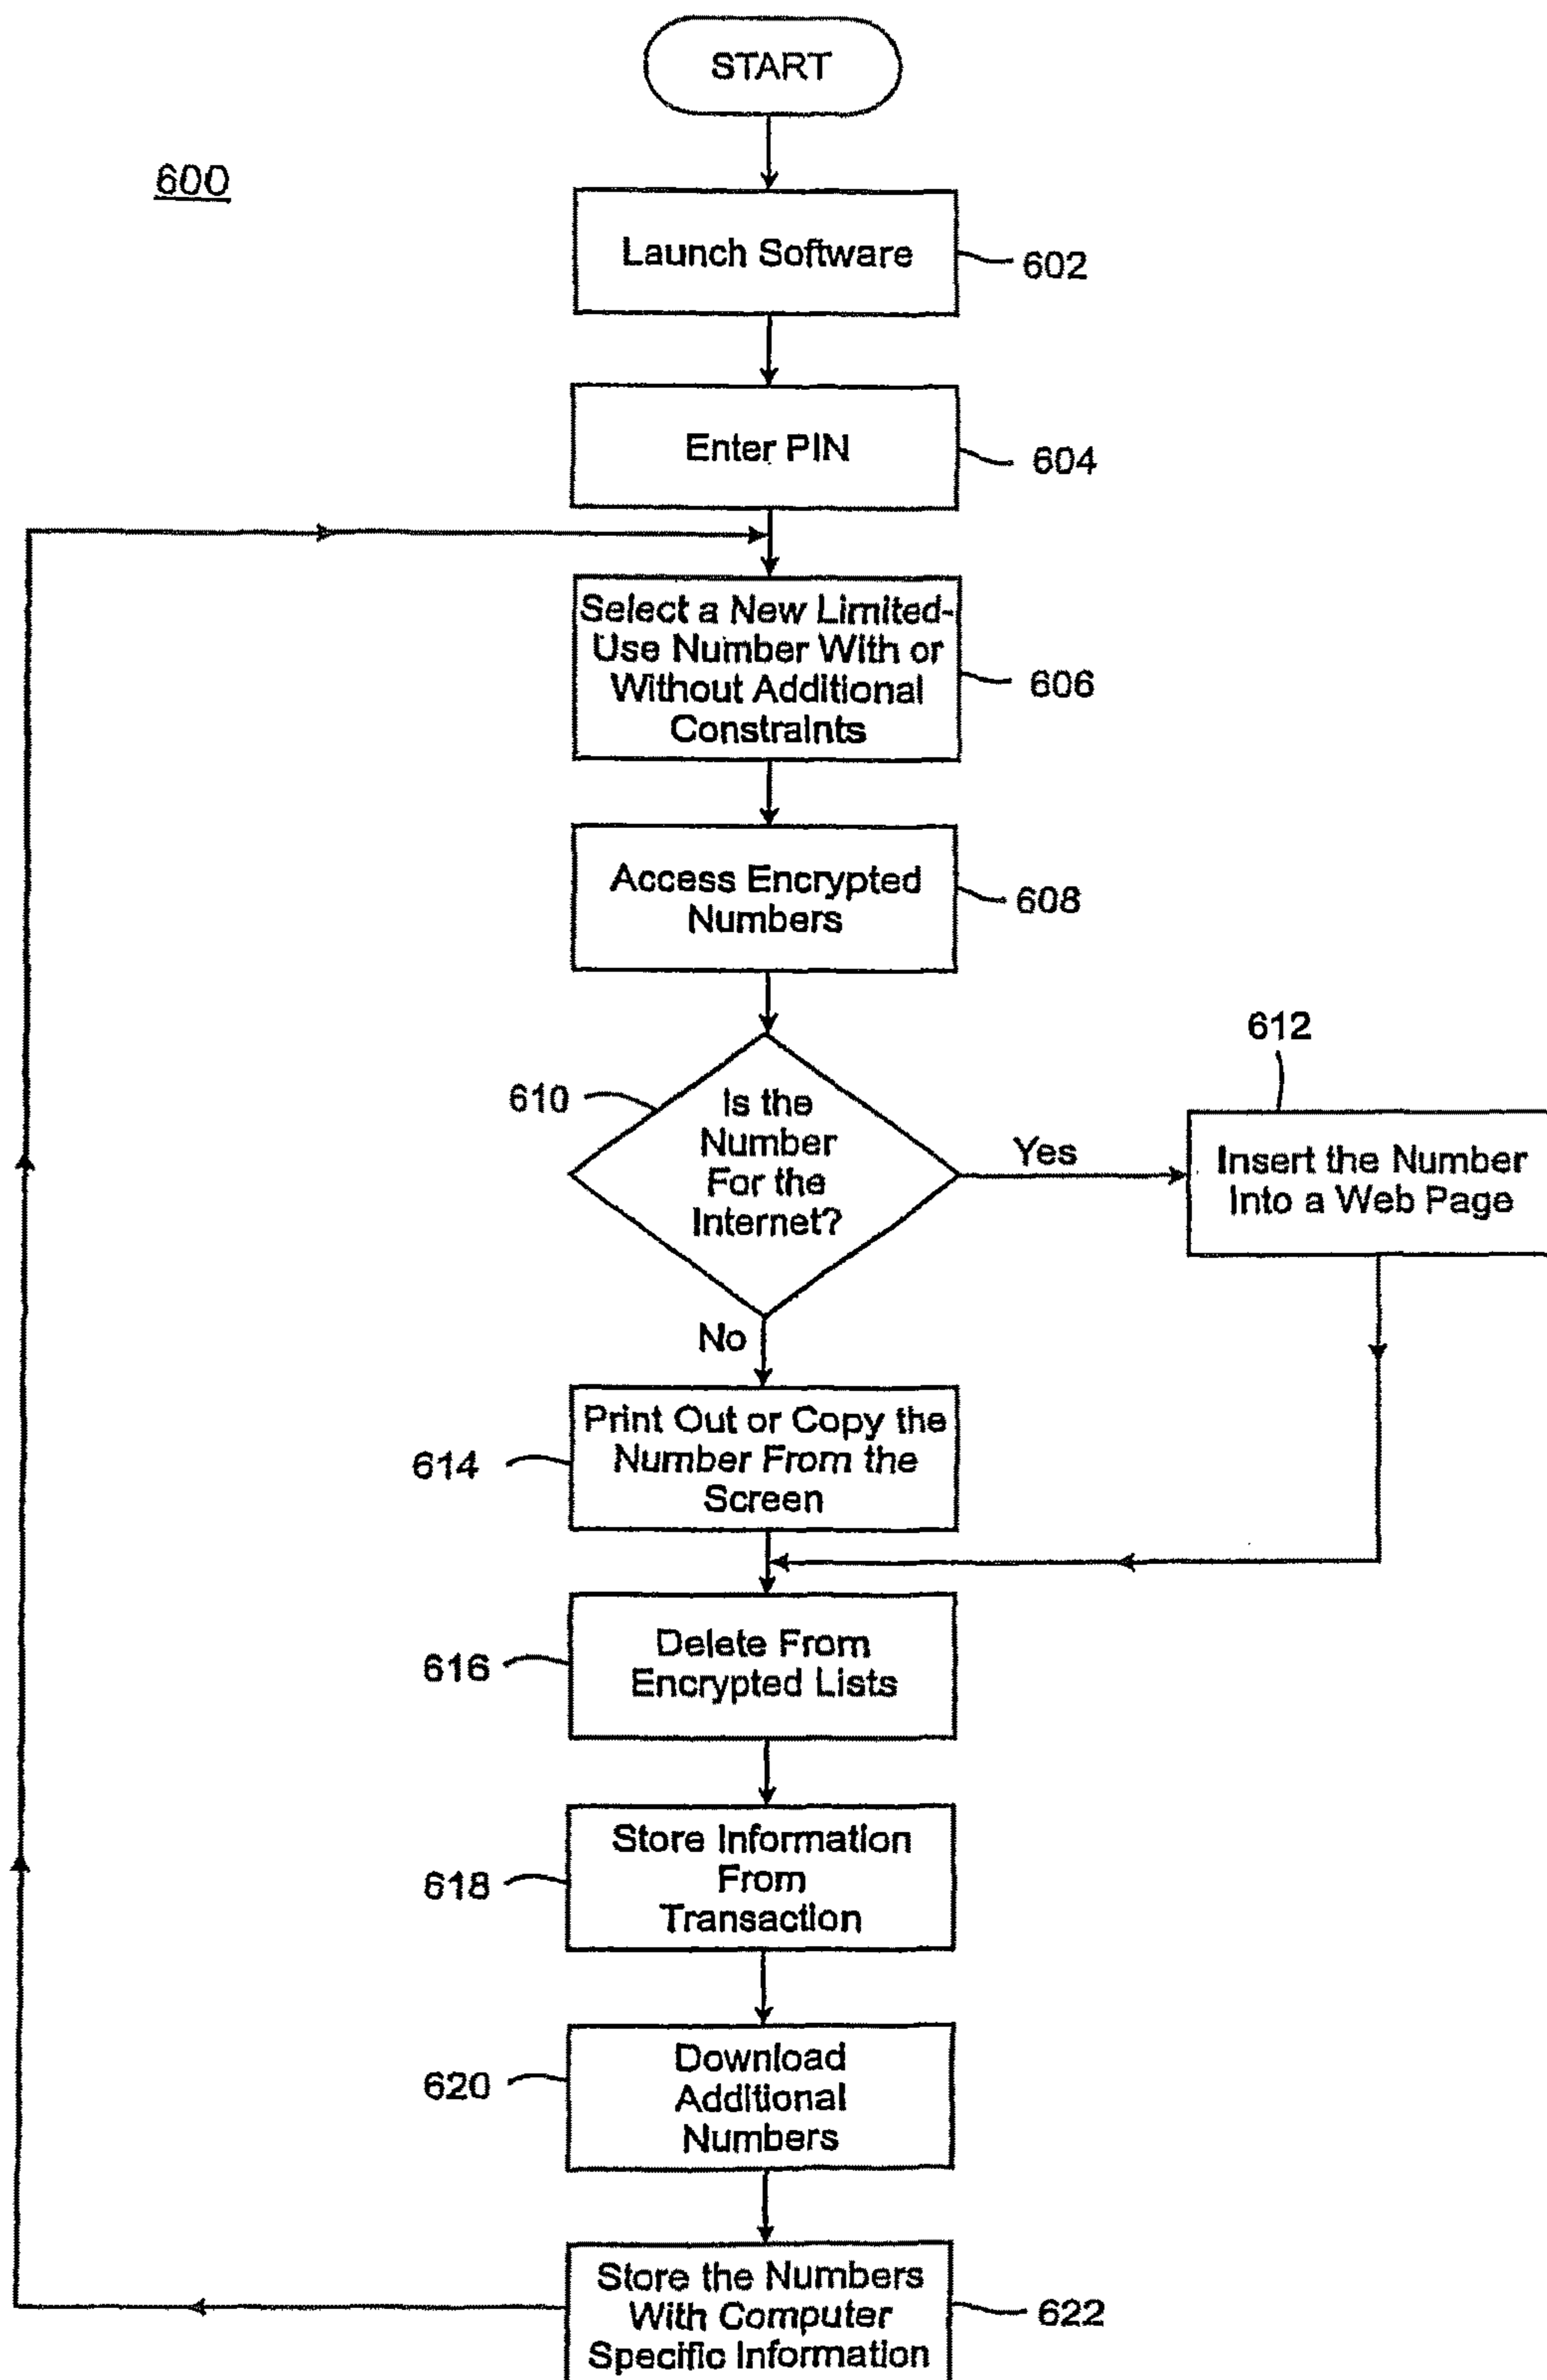 START
600
Launch Software
602
Enter PIN
604
Select a New Limited-
Use Number With or
Without Additional
Constraints
606
Access Encrypted
Numbers
608
610
Is the
Number
For the
Internet?
Yes
612
Insert the Number
Into a Web Page
No
Print Out or Copy the
Number From the
Screen
614
Delete From
Encrypted Lists
616
Store Information
From
Transaction
618
Download
Additional
Numbers
620
Store the Numbers
With Computer
Specific Information
622